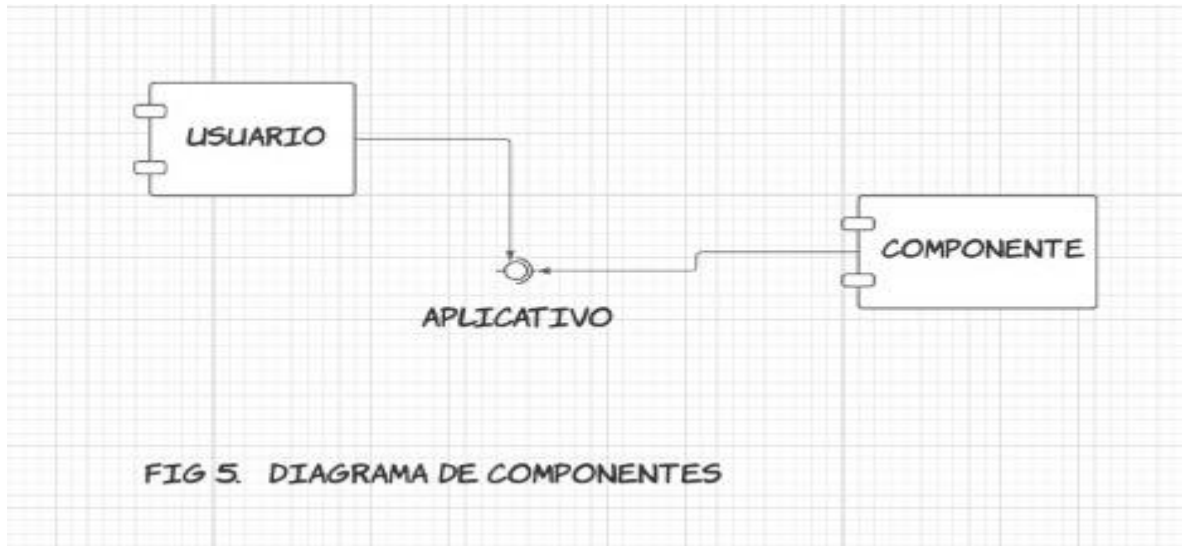 USUARIO
COMPONENTE
APLICATIVO
FIG 5. DIAGRAMA DE COMPONENTES